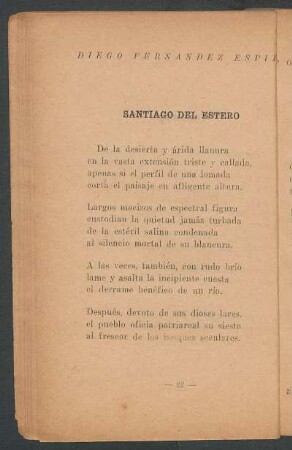 DIEGO FERNANDEZ ESPI
SANTIAGO DEL ESTERO
De la desierta y árida llanura
en la vasta extensión triste y callada,
apenas si el perfil de una lomada
corta el paisaje en afligente altura.
Largos macizos de espectral figura
custodian la quietud jamás turbada
de la estéril salina condenada
al silencio mortal de su blancura.
A las veces, también, con rudo brío
lame y asalta la incipiente cuesta
el derrame benéfico de un río.
Después, devoto de sus dioses lares,
el pueblo oficia patriarcal su siesta
al frescor de los bosques seculares.
— 22 —